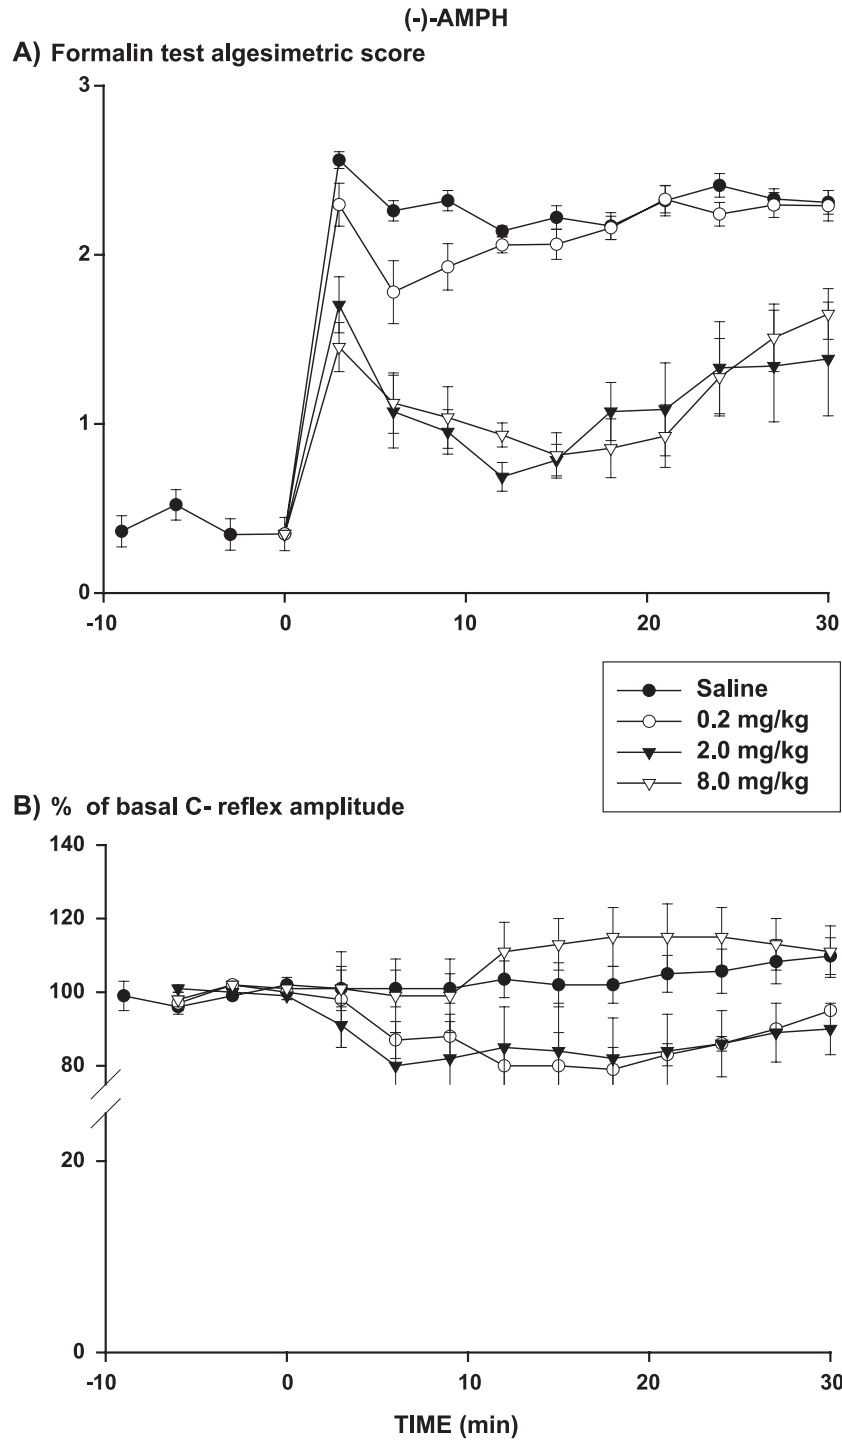 (-)-AMPH
A) Formalin test algesimetric score
3
2
1
0
-10 0 10 20 30
Saline
0.2 mg/kg
2.0 mg/kg
8.0 mg/kg
B) % of basal C- reflex amplitude
140
120
100
80
20
0
-10 0 10 20 30
TIME (min)